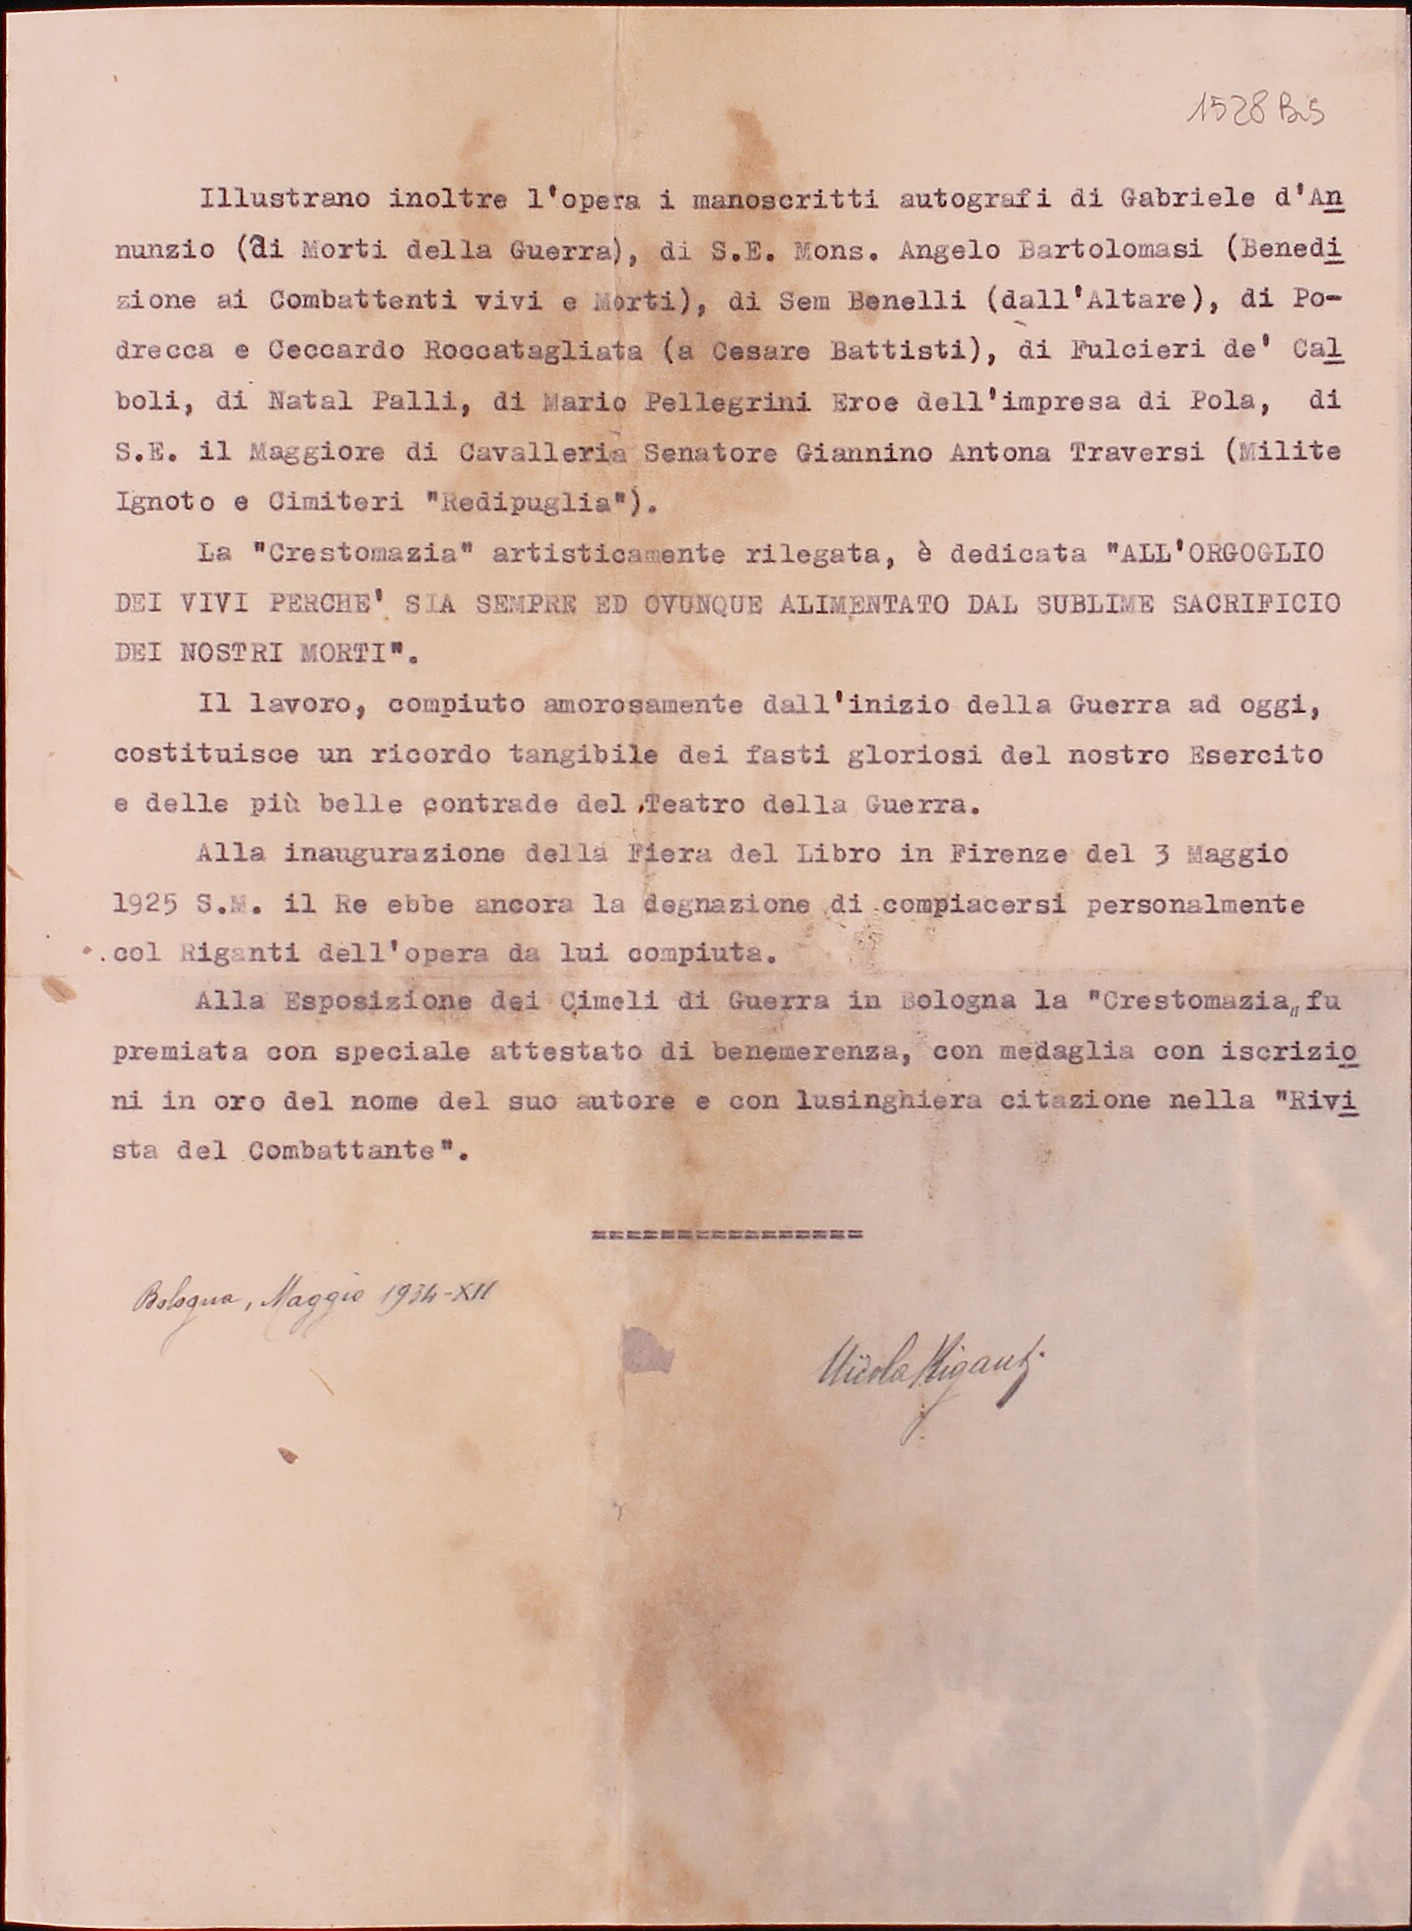 1528 Bis
Illustrano inoltre l'opera i manoscritti autografi di Gabriele d'An
nunzio (di Morti della Guerra), di S.E. Mons. Angelo Bartolomasi (Benedi
zione ai Combattenti vivi e Morti), di Sem Benelli (dall'Altare), di Po-
drecca e Ceccardo Roccatagliata (a Cesare Battisti), di Fulcieri de' Cal
boli, di Natal Palli, di Mario Pellegrini Eroe dell'impresa di Pola, di
S.E. il Maggiore di Cavalleria Senatore Giannino Antona Traversi (Milite
Ignoto e Cimiteri "Redipuglia").
La "Crestomazia" artisticamente rilegata, è dedicata "ALL'ORGOGLIO
DEI VIVI PERCHE' SIA SEMPRE ED OVUNQUE ALIMENTATO DAL SUBLIME SACRIFICIO
DEI NOSTRI MORTI".
Il lavoro, compiuto amorosamente dall'inizio della Guerra ad oggi,
costituisce un ricordo tangibile dei fasti gloriosi del nostro Esercito
e delle più belle contrade del Teatro della Guerra.
Alla inaugurazione della Fiera del Libro in Firenze del 3 Maggio
1925 S.M. il Re ebbe ancora la degnazione di compiacersi personalmente
col Riganti dell'opera da lui compiuta.
Alla Esposizione dei Cimeli di Guerra in Bologna la "Crestomazia" fu
premiata con speciale attestato di benemerenza, con medaglia con iscrizio
ni in oro del nome del suo autore e con lusinghiera citazione nella "Rivi
sta del Combattante".
================
Bologna, Maggio 1934-XII
Nicola Riganti